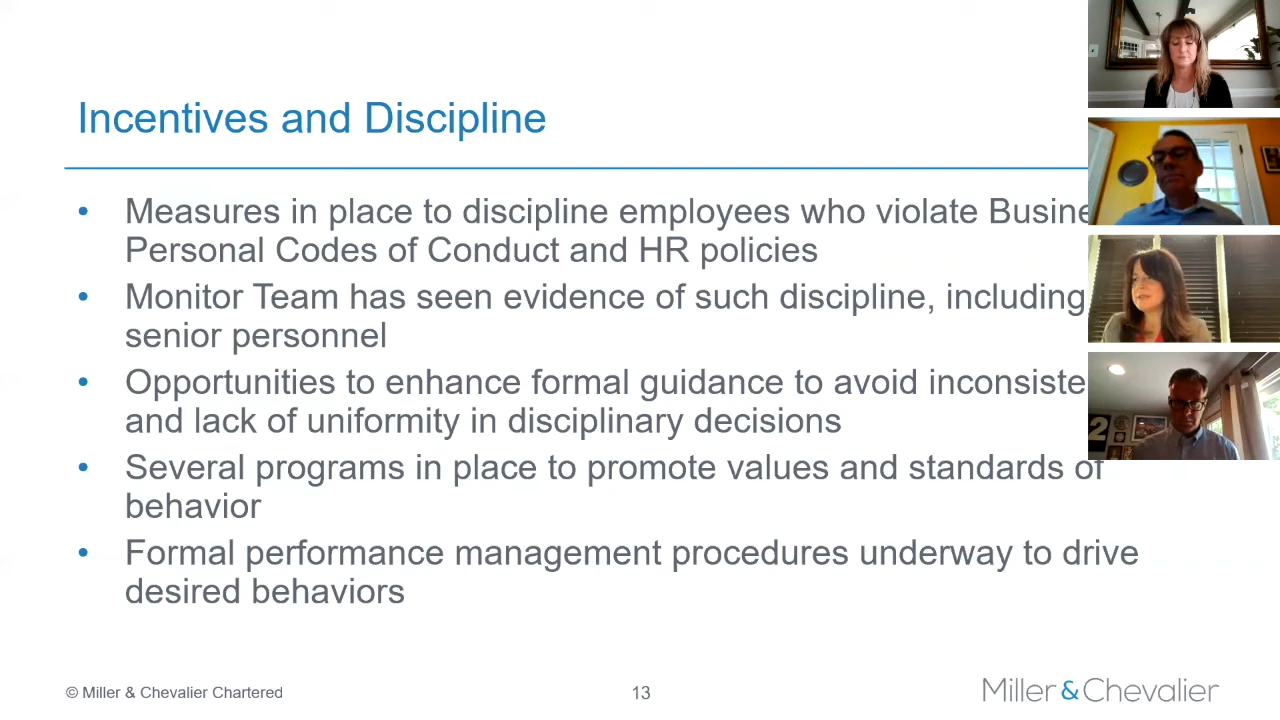 Incentives and Discipline
• Measures in place to discipline employees who violate
Personal Codes of Conduct and HR policies
• Monitor Team has seen evidence of such discipline, including
senior personnel
• Opportunities to enhance formal guidance to avoid
and lack of uniformity in disciplinary decisions
• Several programs in place to promote values and standards of
behavior
• Formal performance management procedures underway to drive
desired behaviors
© Miller & Chevalier Chartered
13
Miller&Chevalier
2